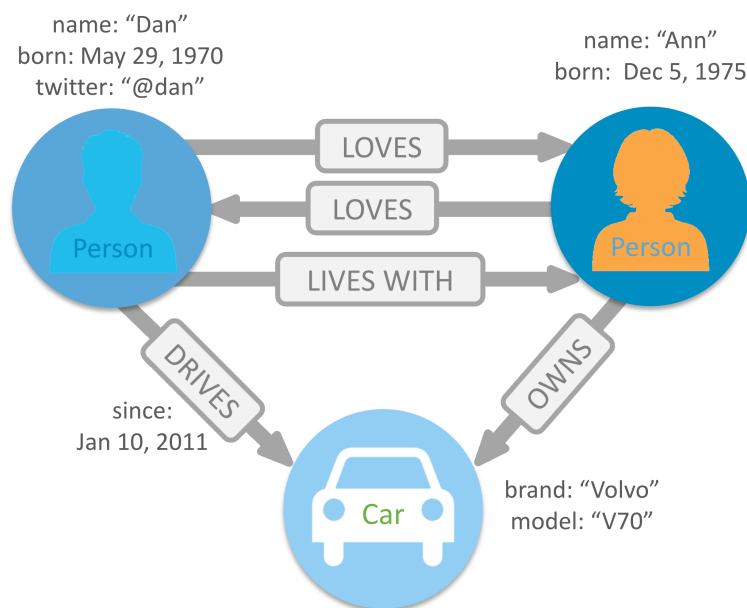 name: “Dan”
born: May 29, 1970
twitter: “@dan”
name: “Ann”
born:  Dec 5, 1975
LOVES
LOVES
Person
Person
LIVES WITH
DRIVES
OWNS
since:
Jan 10, 2011
Car
brand: “Volvo”
model: “V70”